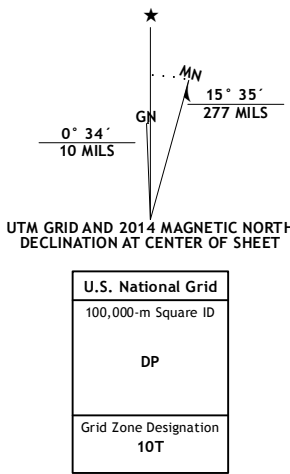 ★
MN
15° 35´
277 MILS
GN
0° 34´
10 MILS
UTM GRID AND 2014 MAGNETIC NORTH
DECLINATION AT CENTER OF SHEET
U.S. National Grid
100,000-m Square ID
DP
Grid Zone Designation
10T